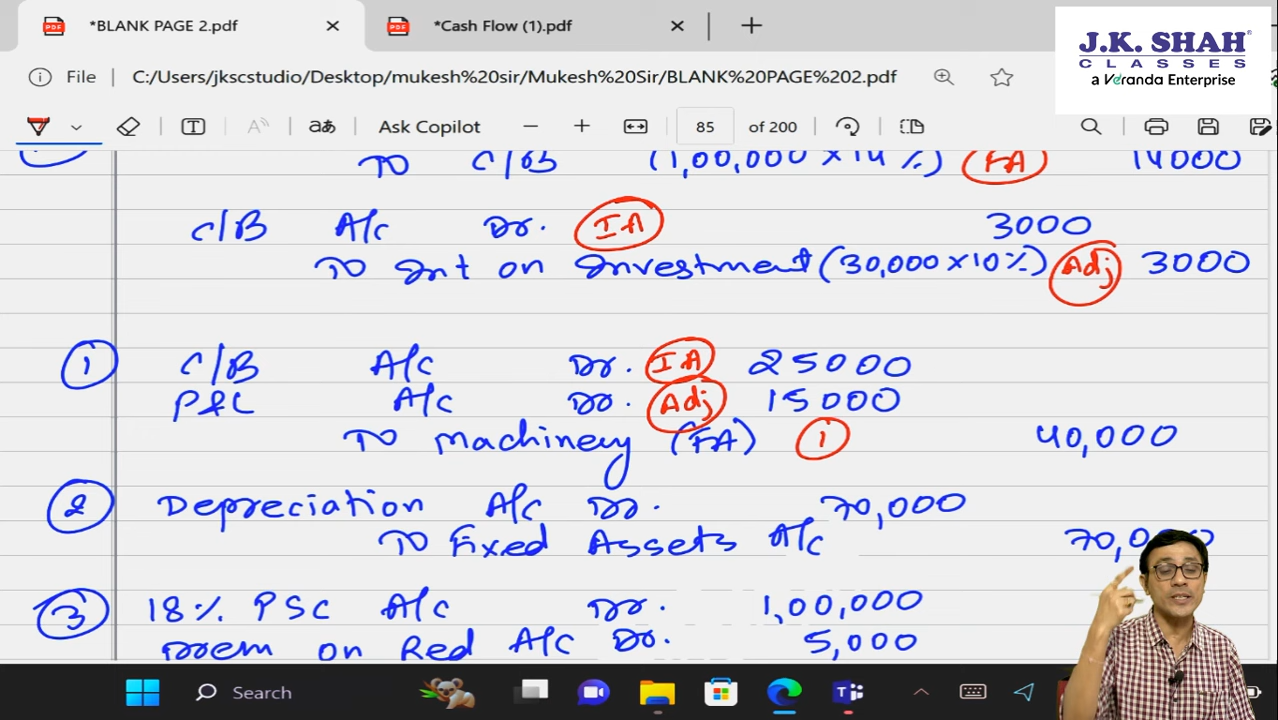 *BLANK PAGE 2.pdf
*Cash Flow (1).pdf
J.K. SHAH
CLASSES
a Veranda Enterprise
File C:/Users/jkscstudio/Desktop/mukesh%20sir/Mukesh%20Sir/BLANK%20PAGE%202.pdf
Ask Copilot 85 of 200
To C/B (1,00,000 x 14%) (FA) 14000
C/B A/c Dr. IA 3000
To Int on Investment (30,000 x 10%) Adj 3000
1 C/B A/c Dr. IA 25000
P&L A/c Dr. Adj 15000
To Machinery (FA) 1 40,000
2 Depreciation A/c Dr. 70,000
To Fixed Assets A/c 70,000
3 18% PSC A/c Dr. 1,00,000
Prem on Red A/c Dr. 5,000
Search